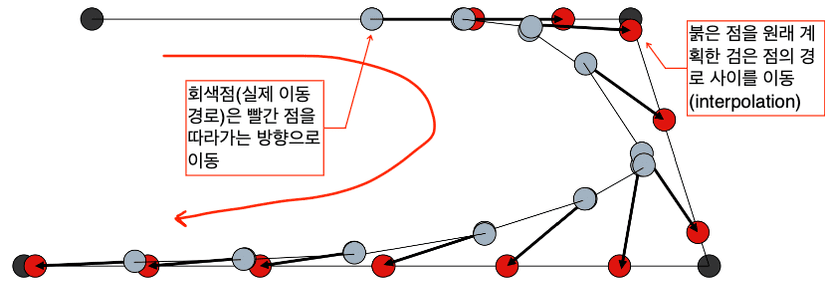 붉은 점을 원래 계
획한 검은 점의 경
로 사이를 이동
(interpolation)
회색점(실제 이동
경로)은 빨간 점을
따라가는 방향으로
이동